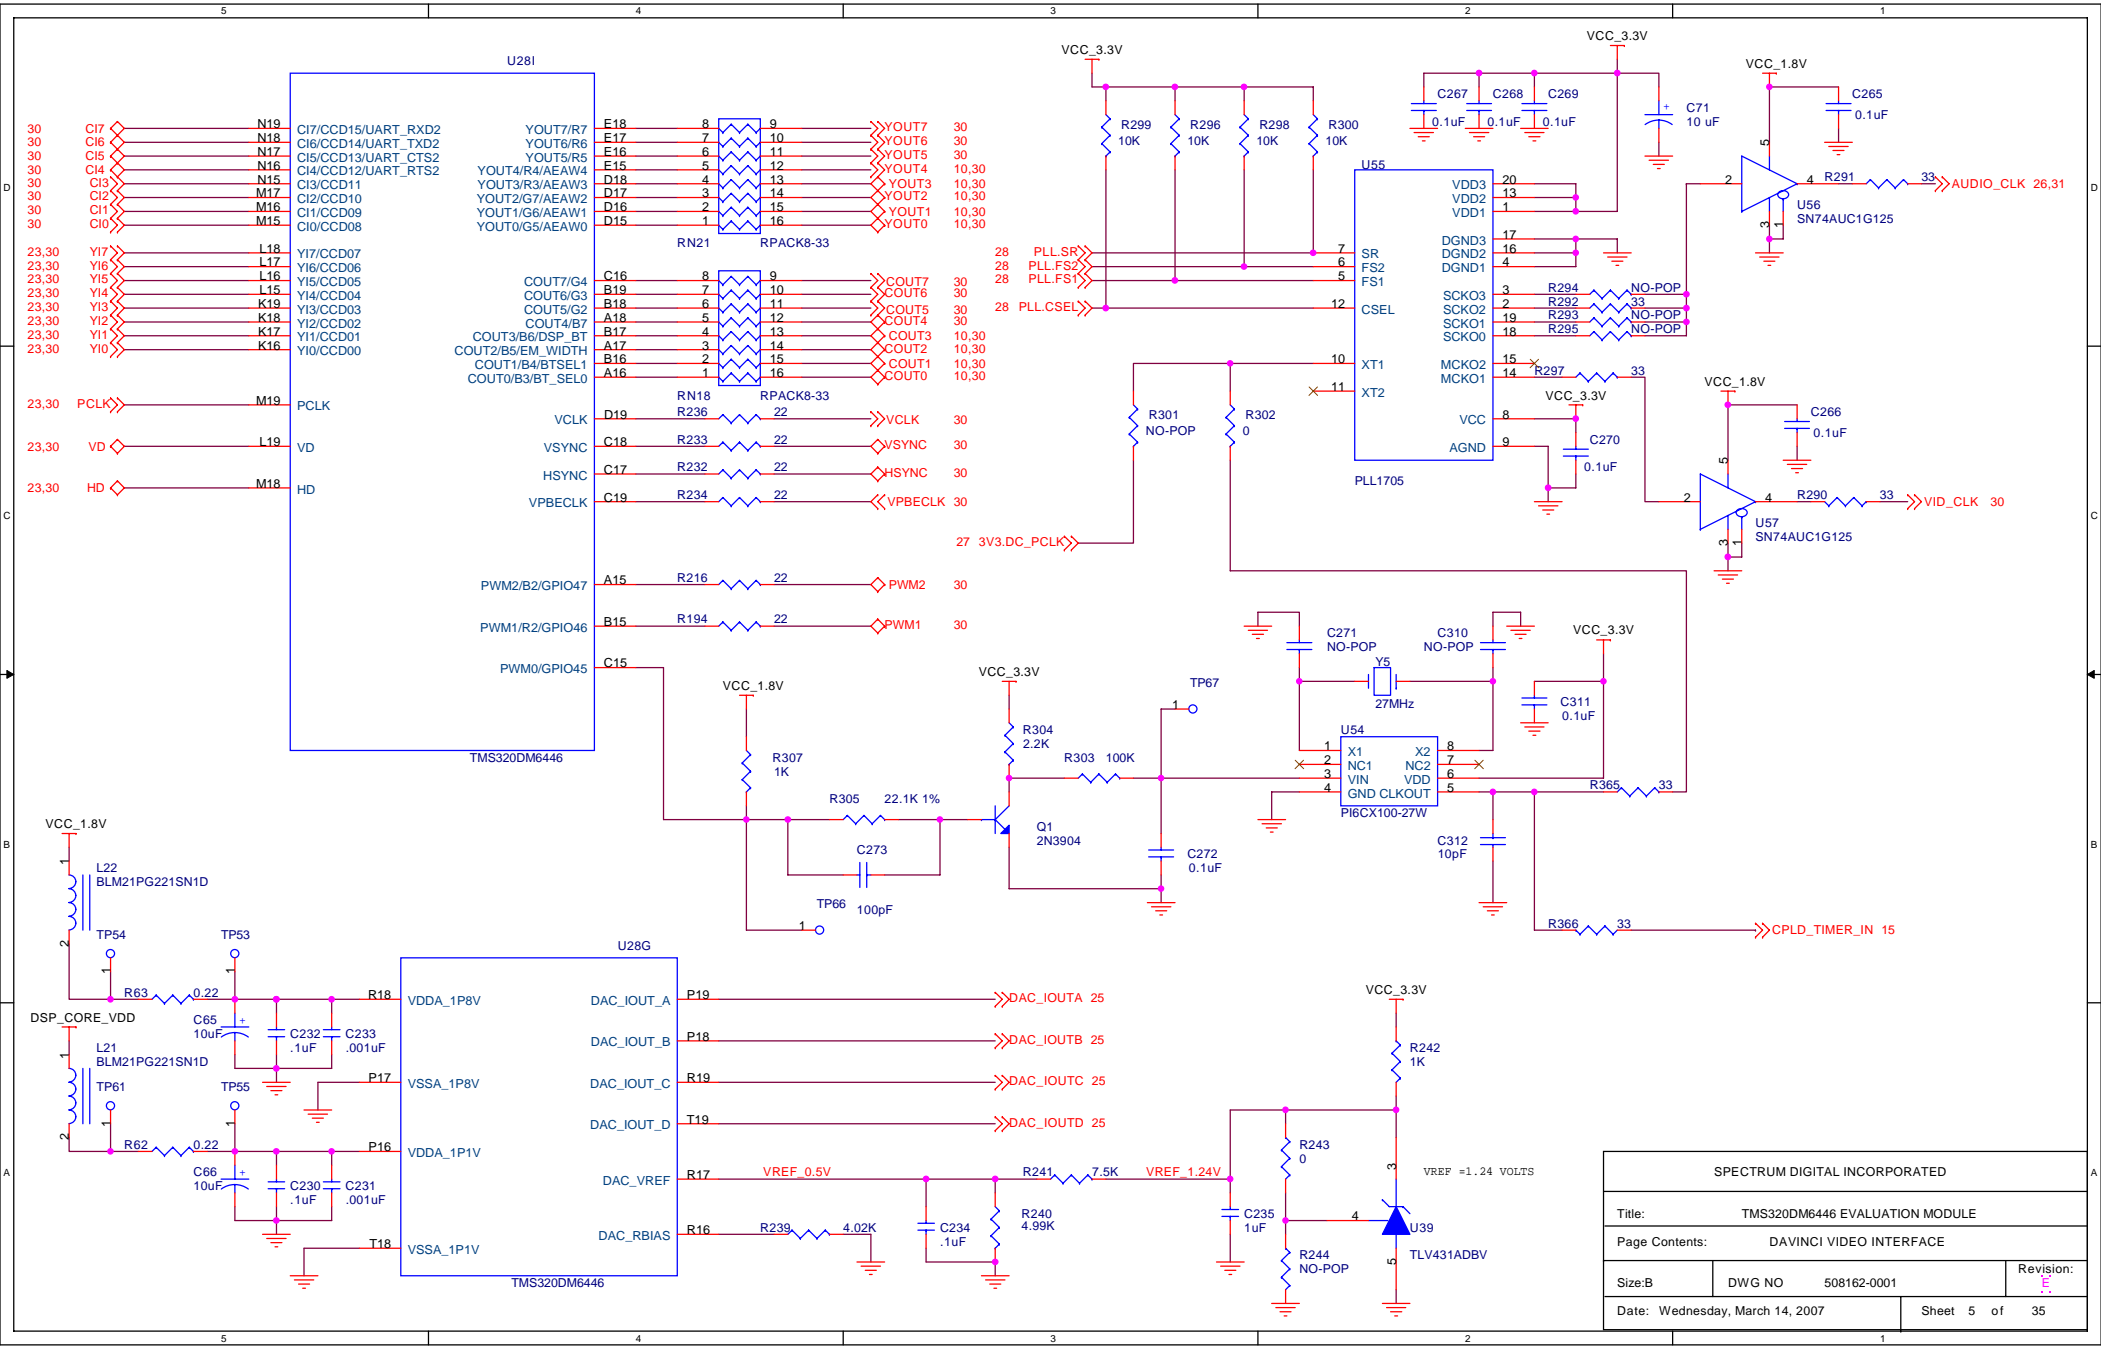 5 4 3 2 1
D
C
B
A
U28I
30 CI7 N19 CI7/CCD15/UART_RXD2
30 CI6 N18 CI6/CCD14/UART_TXD2
30 CI5 N17 CI5/CCD13/UART_CTS2
30 CI4 N16 CI4/CCD12/UART_RTS2
30 CI3 N15 CI3/CCD11
30 CI2 M17 CI2/CCD10
30 CI1 M16 CI1/CCD09
30 CI0 M15 CI0/CCD08
23,30 YI7 L18 YI7/CCD07
23,30 YI6 L17 YI6/CCD06
23,30 YI5 L16 YI5/CCD05
23,30 YI4 L15 YI4/CCD04
23,30 YI3 K19 YI3/CCD03
23,30 YI2 K18 YI2/CCD02
23,30 YI1 K17 YI1/CCD01
23,30 YI0 K16 YI0/CCD00
23,30 PCLK M19 PCLK
23,30 VD L19 VD
23,30 HD M18 HD
YOUT7/R7 E18 8 9 YOUT7 30
YOUT6/R6 E17 7 10 YOUT6 30
YOUT5/R5 E16 6 11 YOUT5 30
YOUT4/R4/AEAW4 E15 5 12 YOUT4 10,30
YOUT3/R3/AEAW3 D18 4 13 YOUT3 10,30
YOUT2/G7/AEAW2 D17 3 14 YOUT2 10,30
YOUT1/G6/AEAW1 D16 2 15 YOUT1 10,30
YOUT0/G5/AEAW0 D15 1 16 YOUT0 10,30
RN21 RPACK8-33
COUT7/G4 C16 8 9 COUT7 30
COUT6/G3 B19 7 10 COUT6 30
COUT5/G2 B18 6 11 COUT5 30
COUT4/B7 A18 5 12 COUT4 30
COUT3/B6/DSP_BT B17 4 13 COUT3 10,30
COUT2/B5/EM_WIDTH A17 3 14 COUT2 10,30
COUT1/B4/BTSEL1 B16 2 15 COUT1 10,30
COUT0/B3/BT_SEL0 A16 1 16 COUT0 10,30
RN18 RPACK8-33
VCLK D19 R236 22 VCLK 30
VSYNC C18 R233 22 VSYNC 30
HSYNC C17 R232 22 HSYNC 30
VPBECLK C19 R234 22 VPBECLK 30
PWM2/B2/GPIO47 A15 R216 22 PWM2 30
PWM1/R2/GPIO46 B15 R194 22 PWM1 30
PWM0/GPIO45 C15
TMS320DM6446
VCC_3.3V
R299 10K
R296 10K
R298 10K
R300 10K
28 PLL.SR
28 PLL.FS2
28 PLL.FS1
28 PLL.CSEL
VCC_3.3V
C267 0.1uF
C268 0.1uF
C269 0.1uF
C71 10 uF
+
U55
7 SR
6 FS2
5 FS1
12 CSEL
10 XT1
11 XT2
VDD3 20
VDD2 13
VDD1 1
DGND3 17
DGND2 16
DGND1 4
SCKO3 3 R294 NO-POP
SCKO2 2 R292 33
SCKO1 19 R293 NO-POP
SCKO0 18 R295 NO-POP
MCKO2 15
MCKO1 14 R297 33
VCC 8
AGND 9
PLL1705
VCC_3.3V
C270 0.1uF
R301 NO-POP
R302 0
27 3V3.DC_PCLK
VCC_1.8V
C265 0.1uF
5 2 4 3 1
R291 33 AUDIO_CLK 26,31
U56
SN74AUC1G125
VCC_1.8V
C266 0.1uF
5 2 4 3 1
R290 33 VID_CLK 30
U57
SN74AUC1G125
C271 NO-POP
C310 NO-POP
Y5
27MHz
VCC_3.3V
C311 0.1uF
U54
1 X1 X2 8
2 NC1 NC2 7
3 VIN VDD 6
4 GND CLKOUT 5
PI6CX100-27W
R365 33
C312 10pF
R366 33 CPLD_TIMER_IN 15
VCC_1.8V
R307 1K
R305 22.1K 1%
C273 100pF
TP66 1
VCC_3.3V
R304 2.2K
R303 100K
TP67 1
Q1
2N3904
C272 0.1uF
VCC_1.8V
1
L22
BLM21PG221SN1D
2
TP54 1
TP53 1
R63 0.22
C65 10uF
+
C232 .1uF
C233 .001uF
DSP_CORE_VDD
1
L21
BLM21PG221SN1D
2
TP61 1
TP55 1
R62 0.22
C66 10uF
+
C230 .1uF
C231 .001uF
U28G
R18 VDDA_1P8V
P17 VSSA_1P8V
P16 VDDA_1P1V
T18 VSSA_1P1V
DAC_IOUT_A P19 DAC_IOUTA 25
DAC_IOUT_B P18 DAC_IOUTB 25
DAC_IOUT_C R19 DAC_IOUTC 25
DAC_IOUT_D T19 DAC_IOUTD 25
DAC_VREF R17 VREF_0.5V R241 7.5K VREF_1.24V
DAC_RBIAS R16 R239 4.02K
TMS320DM6446
C234 .1uF
R240 4.99K
C235 1uF
VCC_3.3V
R242 1K
R243 0
R244 NO-POP
3 4 5
VREF =1.24 VOLTS
U39
TLV431ADBV
SPECTRUM DIGITAL INCORPORATED
Title: TMS320DM6446 EVALUATION MODULE
Page Contents: DAVINCI VIDEO INTERFACE
Size:B DWG NO 508162-0001 Revision: E
Date: Wednesday, March 14, 2007 Sheet 5 of 35
5 4 3 2 1
D
C
B
A